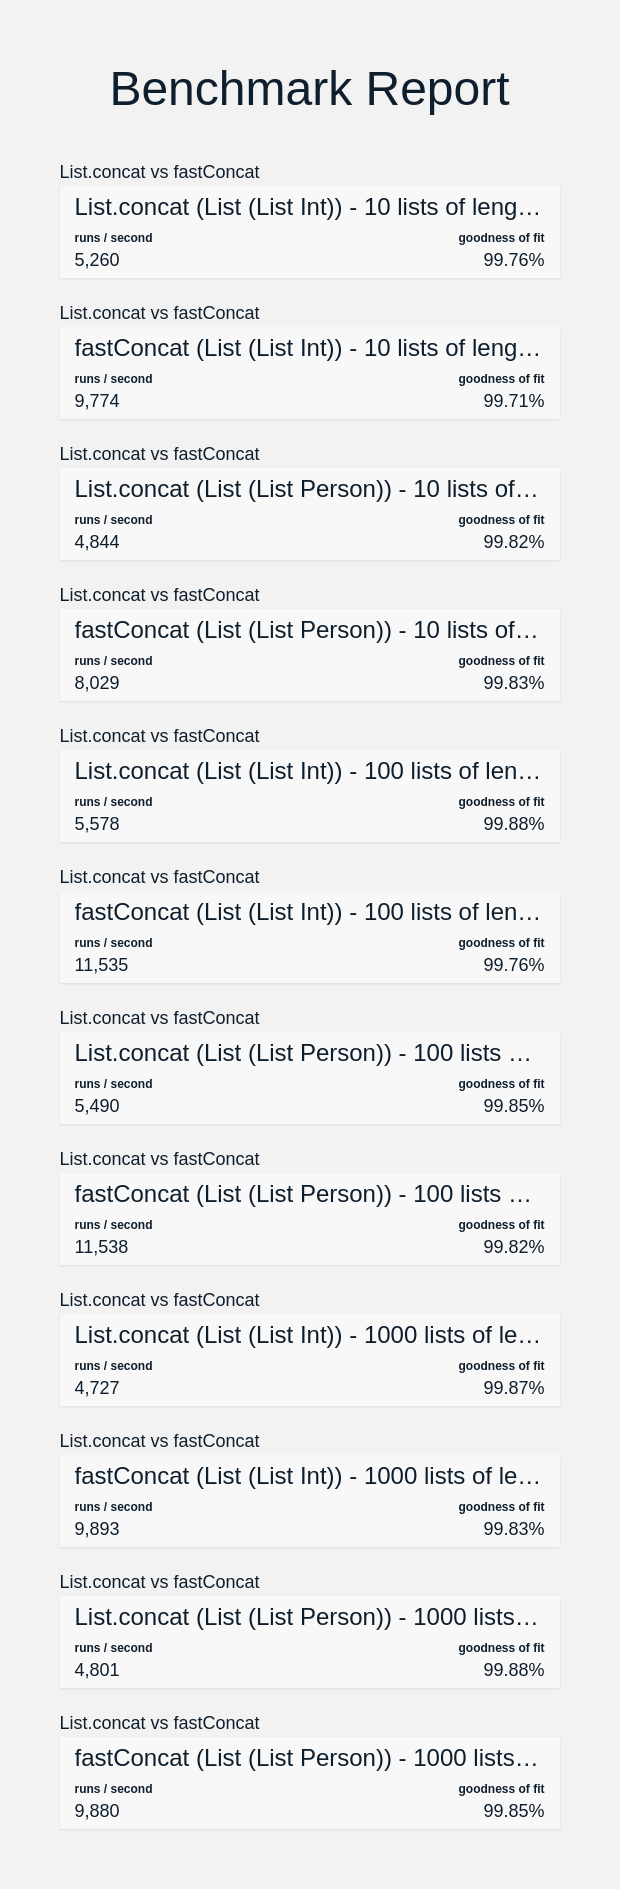 Benchmark Report
List.concat vs fastConcat
List.concat (List (List Int)) - 10 lists of leng…
runs / second goodness of fit
5,260 99.76%
List.concat vs fastConcat
fastConcat (List (List Int)) - 10 lists of leng…
runs / second goodness of fit
9,774 99.71%
List.concat vs fastConcat
List.concat (List (List Person)) - 10 lists of…
runs / second goodness of fit
4,844 99.82%
List.concat vs fastConcat
fastConcat (List (List Person)) - 10 lists of…
runs / second goodness of fit
8,029 99.83%
List.concat vs fastConcat
List.concat (List (List Int)) - 100 lists of len…
runs / second goodness of fit
5,578 99.88%
List.concat vs fastConcat
fastConcat (List (List Int)) - 100 lists of len…
runs / second goodness of fit
11,535 99.76%
List.concat vs fastConcat
List.concat (List (List Person)) - 100 lists …
runs / second goodness of fit
5,490 99.85%
List.concat vs fastConcat
fastConcat (List (List Person)) - 100 lists …
runs / second goodness of fit
11,538 99.82%
List.concat vs fastConcat
List.concat (List (List Int)) - 1000 lists of le…
runs / second goodness of fit
4,727 99.87%
List.concat vs fastConcat
fastConcat (List (List Int)) - 1000 lists of le…
runs / second goodness of fit
9,893 99.83%
List.concat vs fastConcat
List.concat (List (List Person)) - 1000 lists…
runs / second goodness of fit
4,801 99.88%
List.concat vs fastConcat
fastConcat (List (List Person)) - 1000 lists…
runs / second goodness of fit
9,880 99.85%